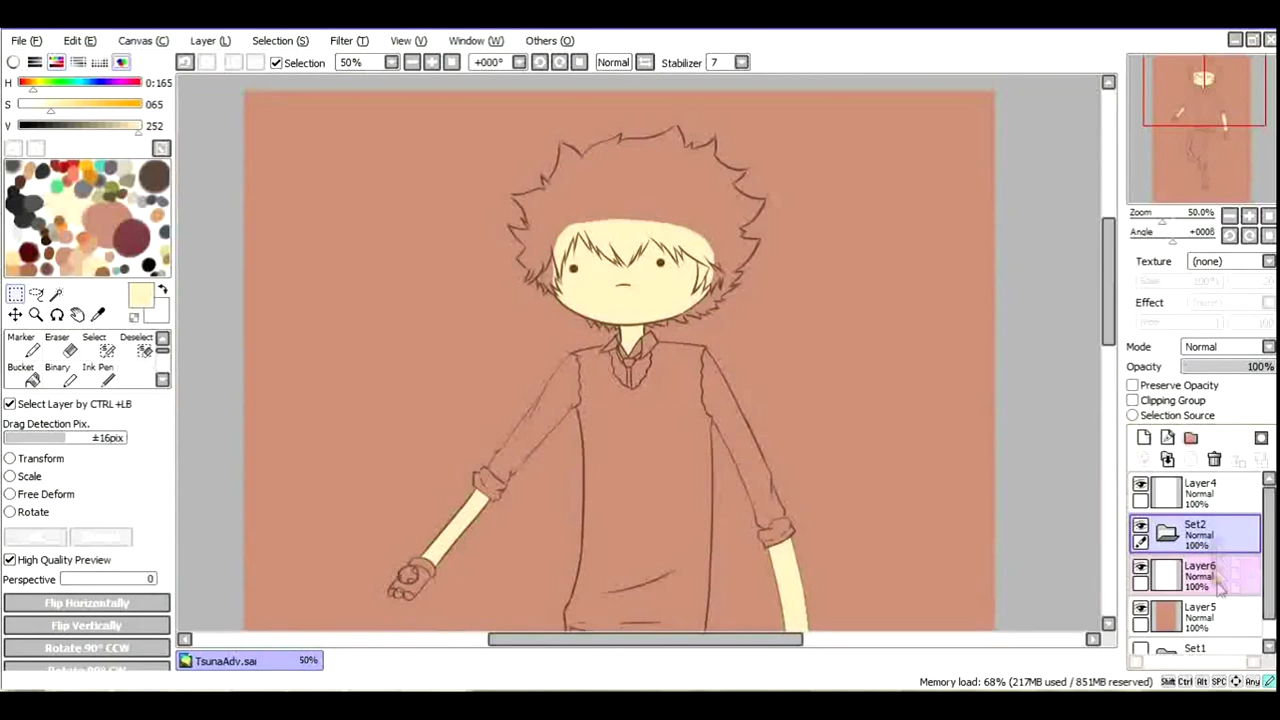 File (F) Edit (E) Canvas (C) Layer (L) Selection (S) Filter (T) View (V) Window (W) Others (O)
Selection 50% +000° Normal Stabilizer 7
H 0:165
S 065
V 252
Marker Eraser Select Deselect
Bucket Binary Ink Pen
Select Layer by CTRL+LB
Drag Detection Pix.
±16pix
Transform
Scale
Free Deform
Rotate
High Quality Preview
Perspective 0
Flip Horizontally
Flip Vertically
Rotate 90° CCW
Zoom 50.0%
Angle +000ß
Texture (none)
Effect
Mode Normal
Opacity 100%
Preserve Opacity
Clipping Group
Selection Source
Layer4
Normal
100%
Set2
Normal
100%
Layer6
Normal
100%
Layer5
Normal
100%
Set1
TsunaAdv.sai 50%
Memory load: 68% (217MB used / 851MB reserved) Shift Ctrl Alt SPC Any